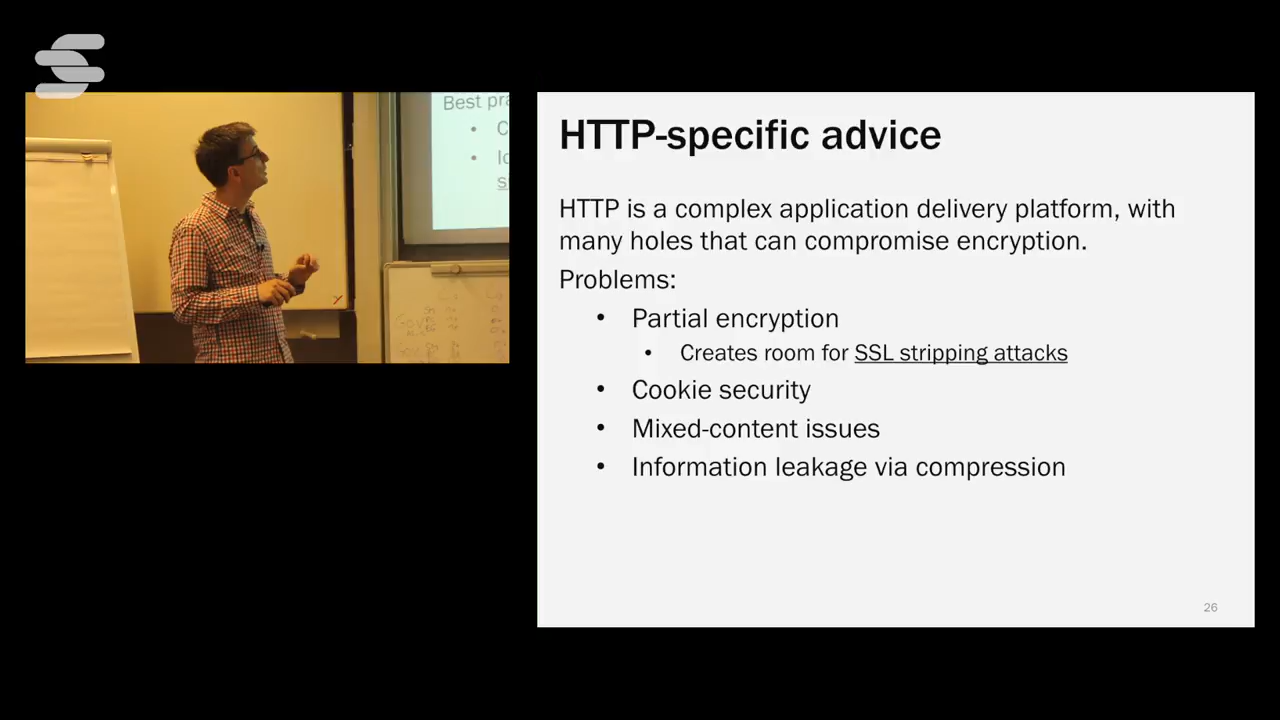 Best pra
HTTP-specific advice
HTTP is a complex application delivery platform, with
many holes that can compromise encryption.
Problems:
• Partial encryption
• Creates room for SSL stripping attacks
• Cookie security
• Mixed-content issues
• Information leakage via compression
26